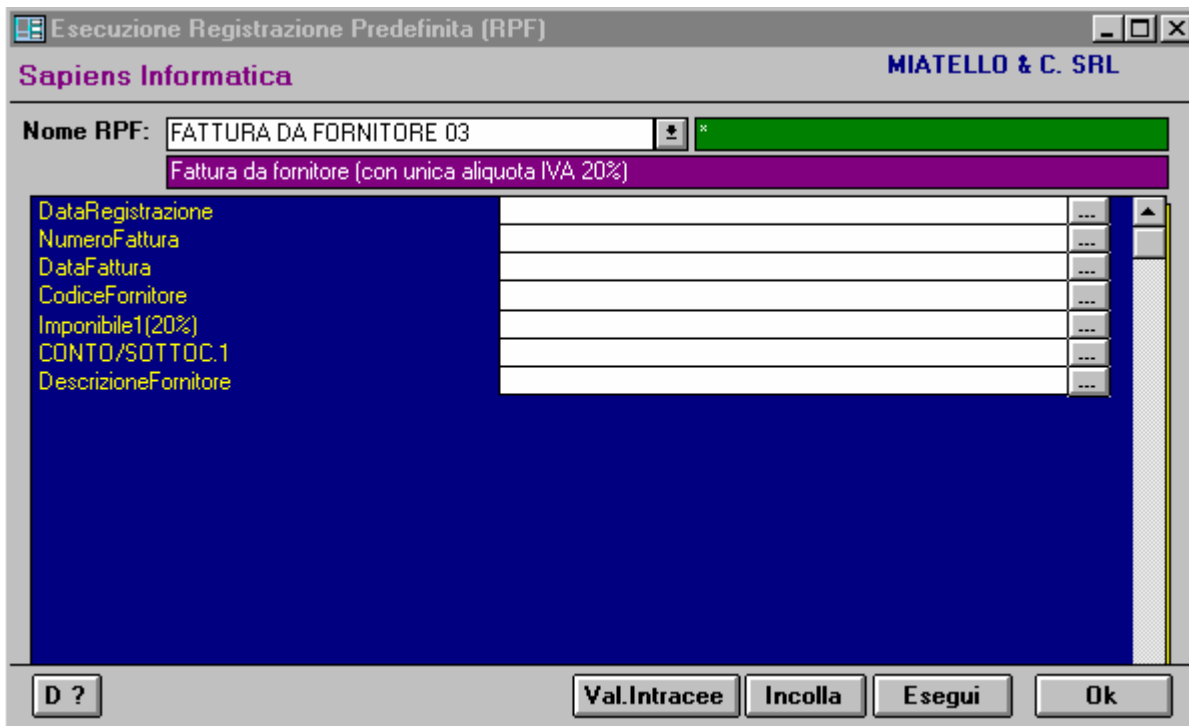 Esecuzione Registrazione Predefinita (RPF)
Sapiens Informatica
MIATELLO & C. SRL
Nome RPF: FATTURA DA FORNITORE 03 *
Fattura da fornitore (con unica aliquota IVA 20%)
DataRegistrazione ...
NumeroFattura ...
DataFattura ...
CodiceFornitore ...
Imponibile1(20%) ...
CONTO/SOTTOC.1 ...
DescrizioneFornitore ...
D ? Val.Intracee Incolla Esegui Ok